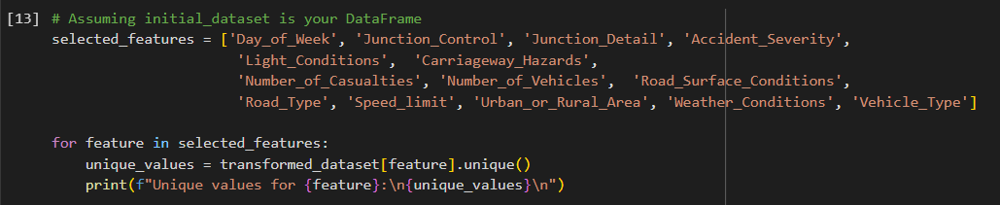 [13] # Assuming initial_dataset is your DataFrame
selected_features = ['Day_of_Week', 'Junction_Control', 'Junction_Detail', 'Accident_Severity',
                     'Light_Conditions',  'Carriageway_Hazards',
                     'Number_of_Casualties', 'Number_of_Vehicles',  'Road_Surface_Conditions',
                     'Road_Type', 'Speed_limit', 'Urban_or_Rural_Area', 'Weather_Conditions', 'Vehicle_Type']
for feature in selected_features:
    unique_values = transformed_dataset[feature].unique()
    print(f"Unique values for {feature}:\n{unique_values}\n")